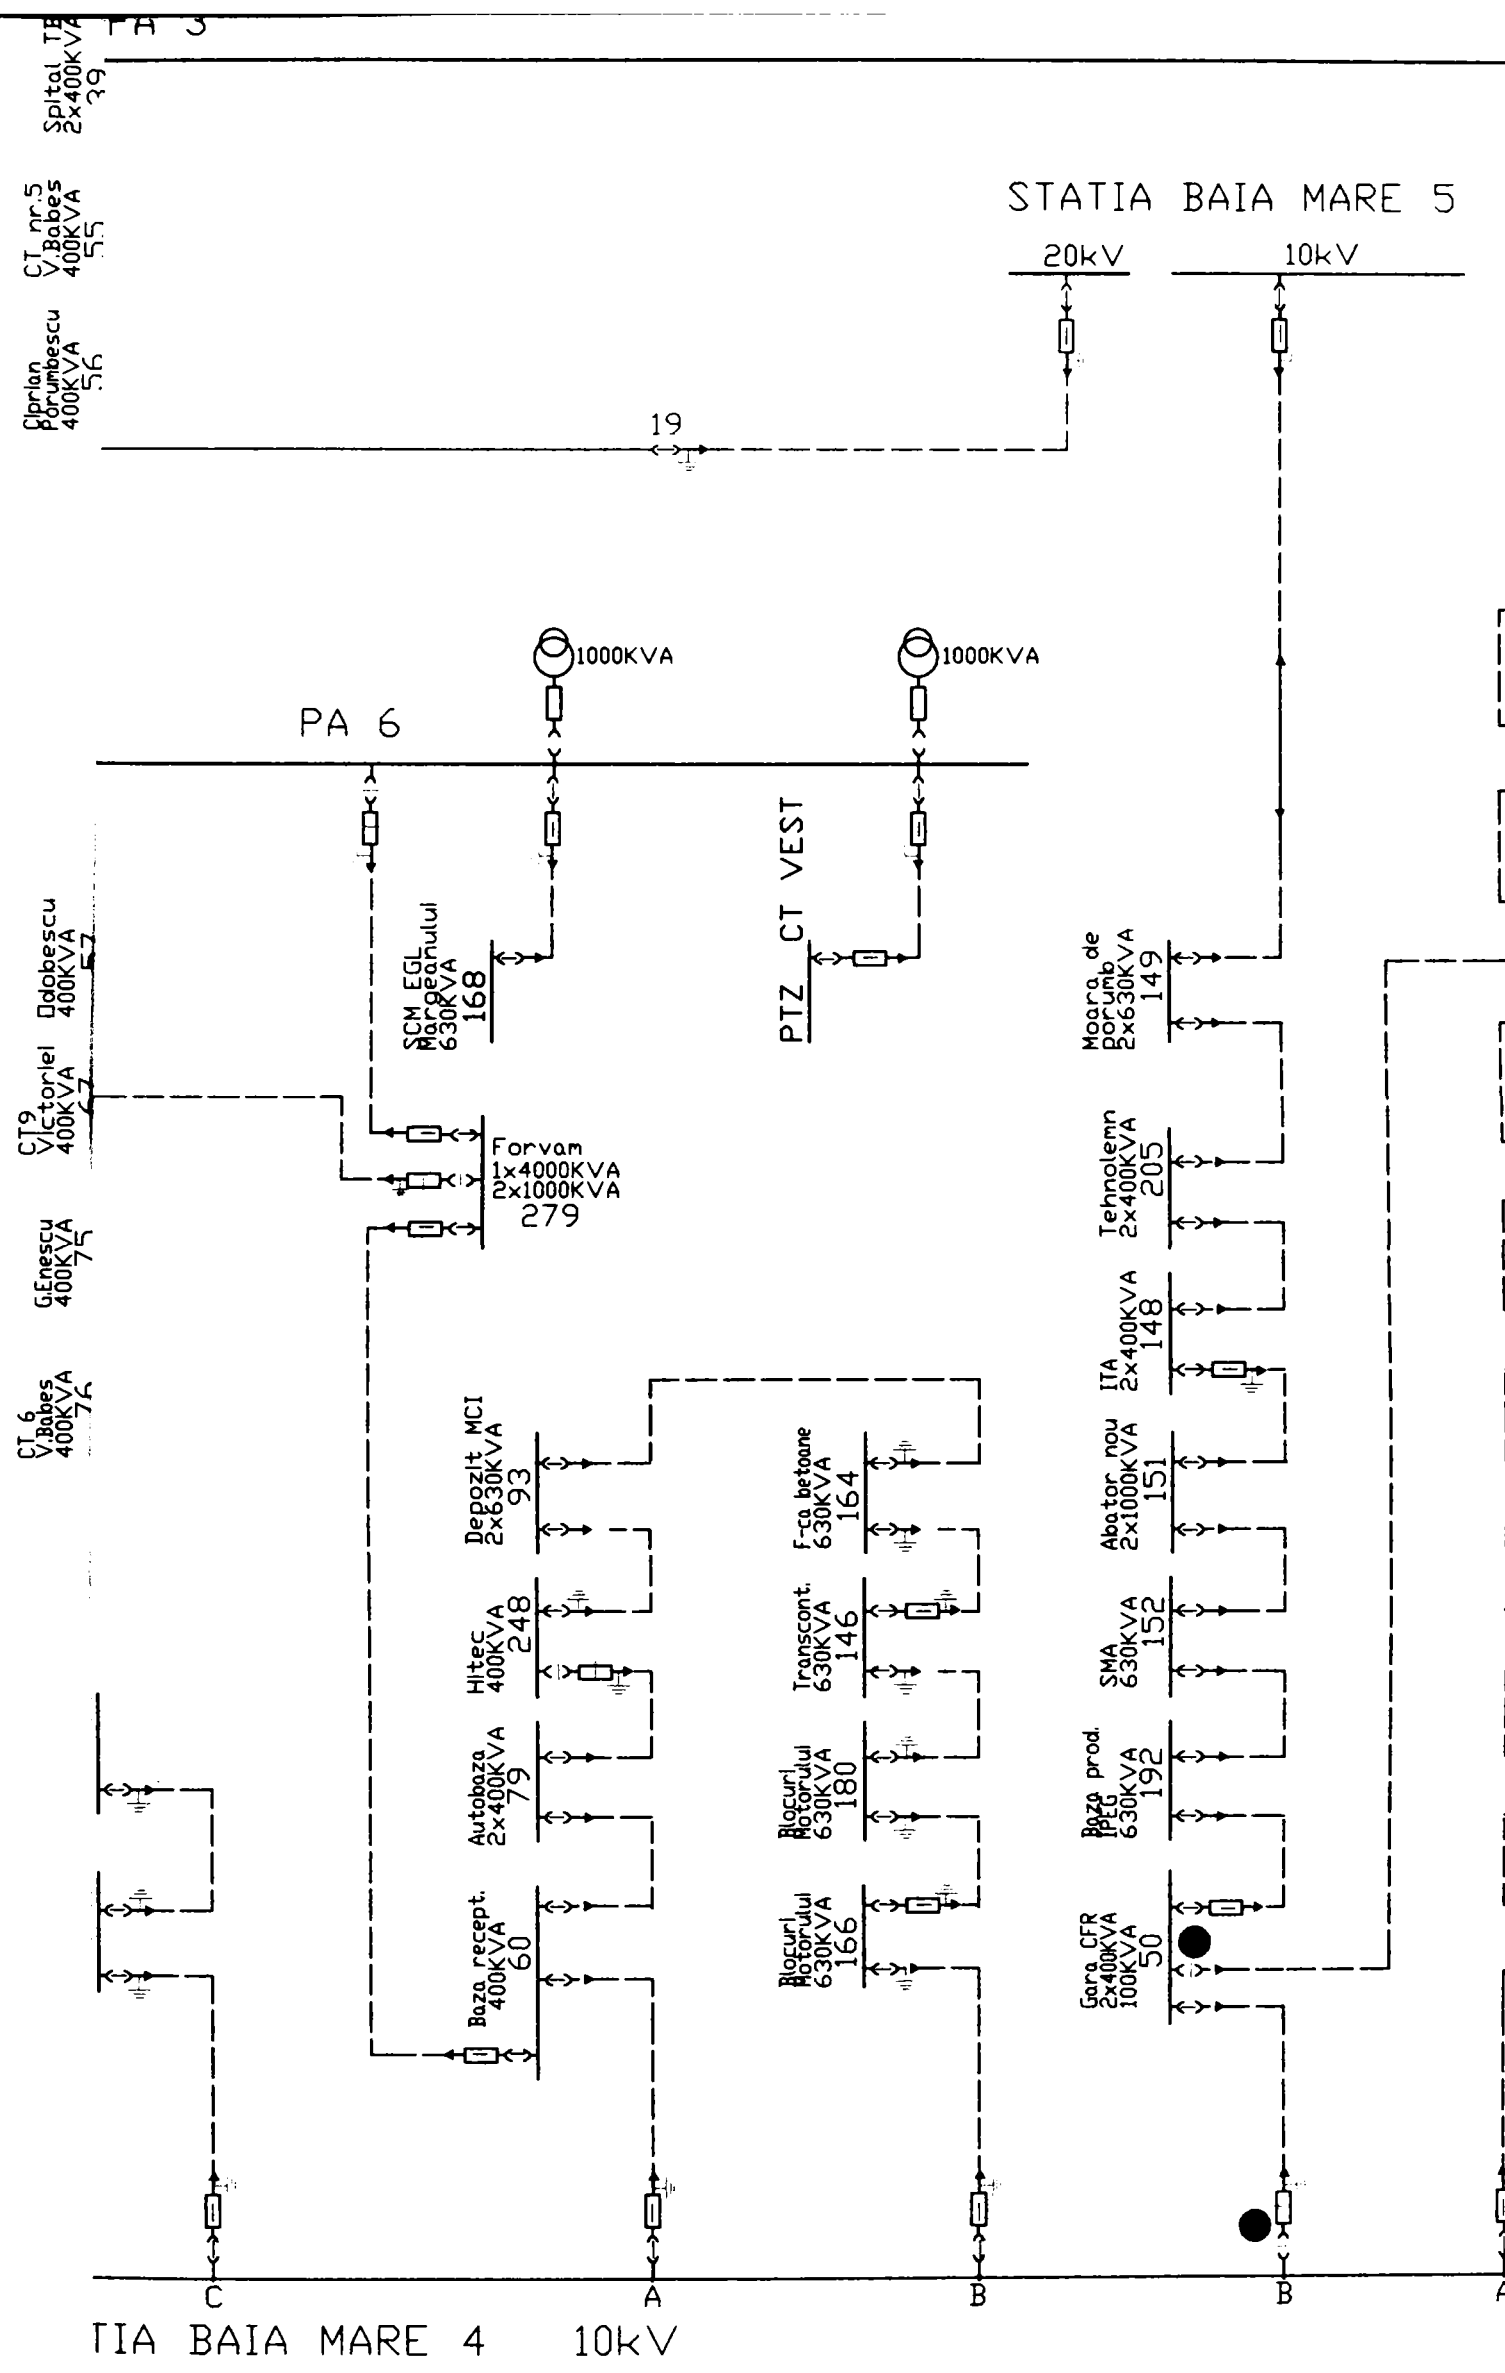 PA 3
Spital TB
2x400KVA
39
STATIA BAIA MARE 5
20kV
10kV
CT nr.5
V.Babes
400KVA
55
Ciprian
Porumbescu
400KVA
56
19
1000KVA
1000KVA
PA 6
PTZ CT VEST
SCM EGL
Margeanului
630KVA
168
Moara de
porumb
2x630KVA
149
Odobescu
400KVA
57
CT9
Victoriei
400KVA
67
Forvam
1x4000KVA
2x1000KVA
279
Tehnolemn
2x400KVA
205
G.Enescu
400KVA
75
ITA
2x400KVA
148
CT 6
V.Babes
400KVA
76
Depozit MCI
2x630KVA
93
F-ca betoane
630KVA
164
Abator nou
2x1000KVA
151
Hitec
400KVA
248
Transcont.
630KVA
146
SMA
630KVA
152
Autobaza
2x400KVA
79
Blocuri
Motorului
630KVA
180
Baza prod.
IPEG
630KVA
192
Baza recept.
400KVA
60
Blocuri
Motorului
630KVA
166
Gara CFR
2x400KVA
100KVA
50
C
A
B
B
A
TIA BAIA MARE 4 10kV